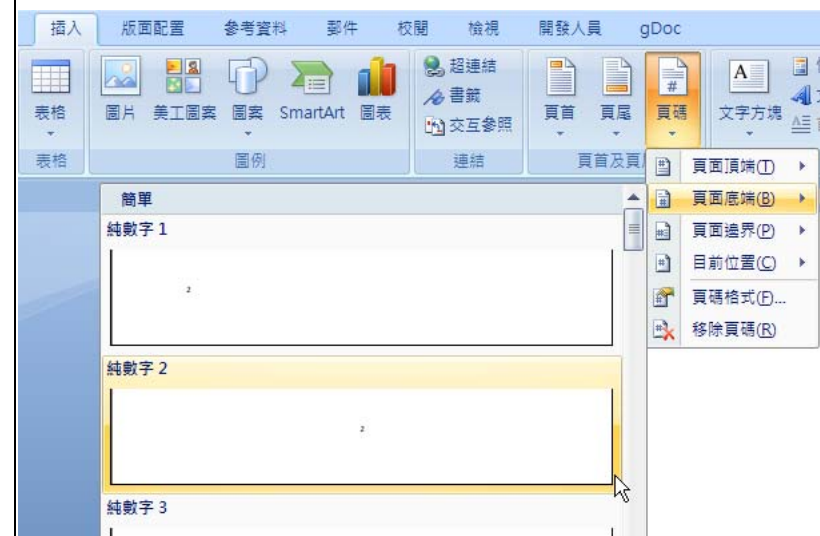 插入 版面配置 參考資料 郵件 校閱 檢視 開發人員 gDoc
表格 圖片 美工圖案 圖案 SmartArt 圖表 超連結 書籤 交互參照 頁首 頁尾 # 頁碼 A 文字方塊
表格 圖例 連結 頁首及頁
頁面頂端(T)
頁面底端(B)
頁面邊界(P)
目前位置(C)
頁碼格式(F)...
移除頁碼(R)
簡單
純數字 1
2
純數字 2
2
純數字 3